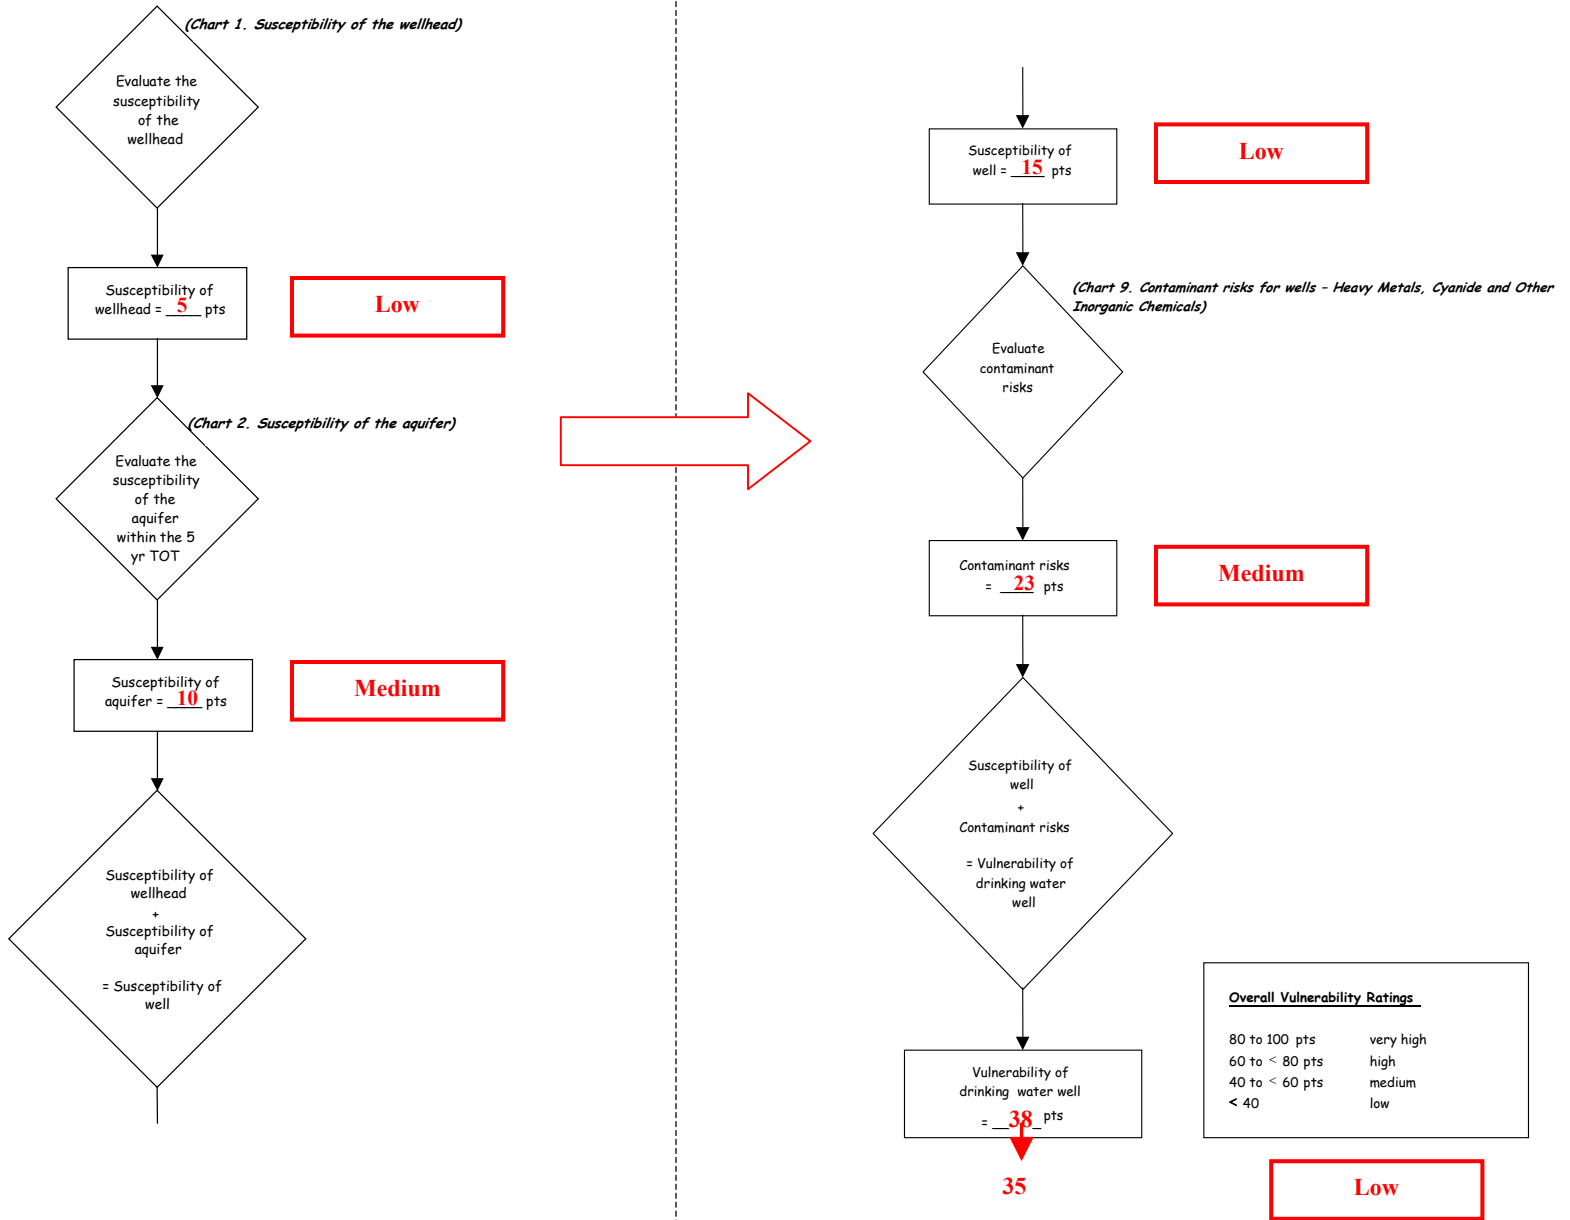 (Chart 1. Susceptibility of the wellhead)
Evaluate the
susceptibility
of the
wellhead
Susceptibility of
wellhead = __5__ pts
Low
(Chart 2. Susceptibility of the aquifer)
Evaluate the
susceptibility
of the
aquifer
within the 5
yr TOT
Susceptibility of
aquifer = __10__ pts
Medium
Susceptibility of
wellhead
+
Susceptibility of
aquifer
= Susceptibility of
well
Susceptibility of
well = __15__ pts
Low
(Chart 9. Contaminant risks for wells – Heavy Metals, Cyanide and Other
Inorganic Chemicals)
Evaluate
contaminant
risks
Contaminant risks
= __23__ pts
Medium
Susceptibility of
well
+
Contaminant risks
= Vulnerability of
drinking water
well
Vulnerability of
drinking water well
= __38_ pts
35
Overall Vulnerability Ratings
80 to 100 pts very high
60 to < 80 pts high
40 to < 60 pts medium
< 40 low
Low